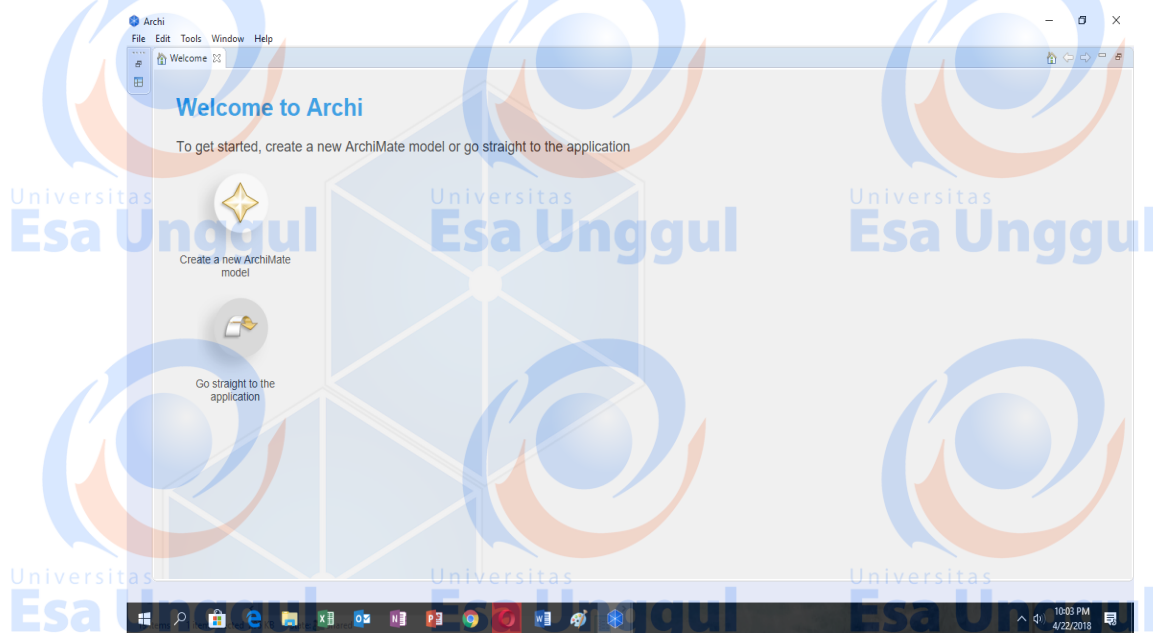 Archi
File Edit Tools Window Help
Welcome
Welcome to Archi
To get started, create a new ArchiMate model or go straight to the application
Create a new ArchiMate
model
Go straight to the
application
Universitas
Esa Unggul
Universitas
Esa Unggul
Universitas
Esa Unggul
Universitas
Esa Unggul
Universitas
Esa Unggul
Universitas
Esa Unggul
10:03 PM
4/22/2018